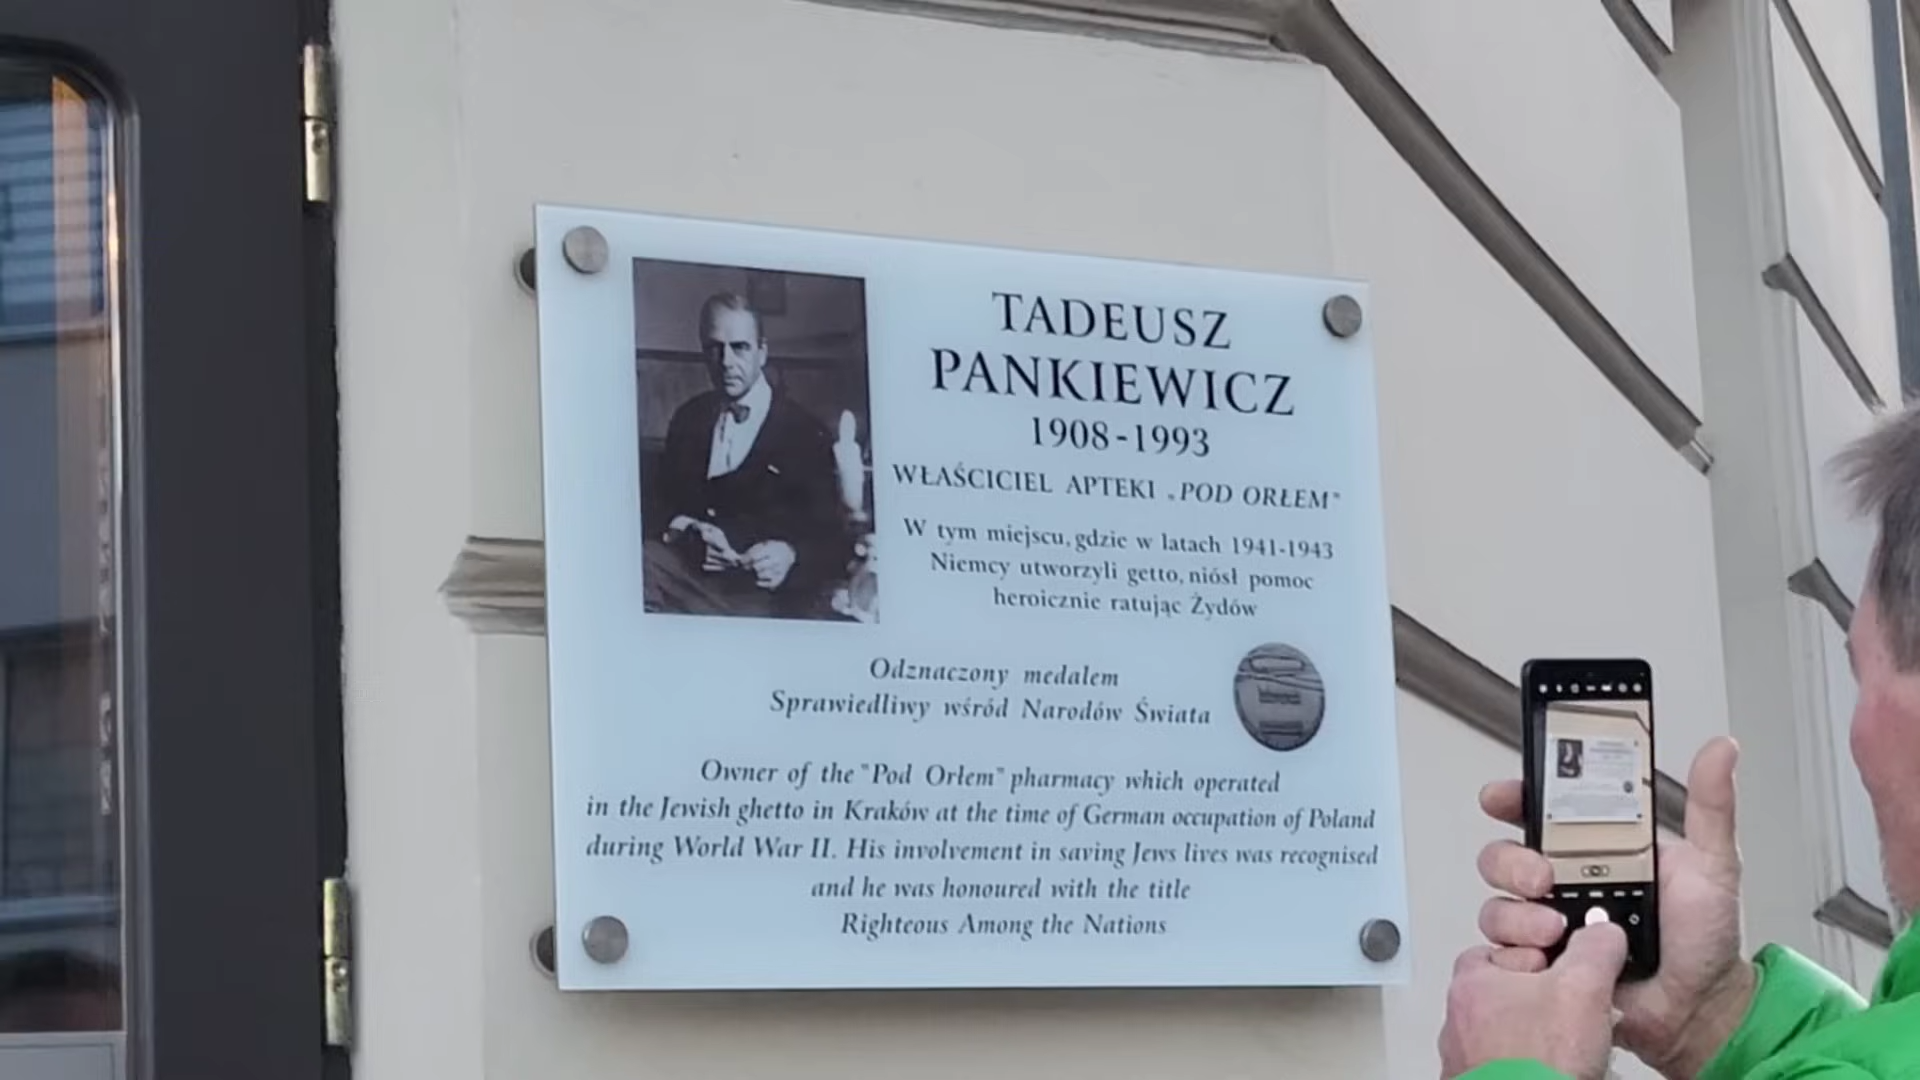 TADEUSZ
PANKIEWICZ
1908-1993
WŁAŚCICIEL APTEKI „POD ORŁEM"
W tym miejscu, gdzie w latach 1941-1943
Niemcy utworzyli getto, niósł pomoc
heroicznie ratując Żydów
Odznaczony medalem
Sprawiedliwy wśród Narodów Świata
Owner of the "Pod Orłem" pharmacy which operated
in the Jewish ghetto in Kraków at the time of German occupation of Poland
during World War II. His involvement in saving Jews lives was recognised
and he was honoured with the title
Righteous Among the Nations